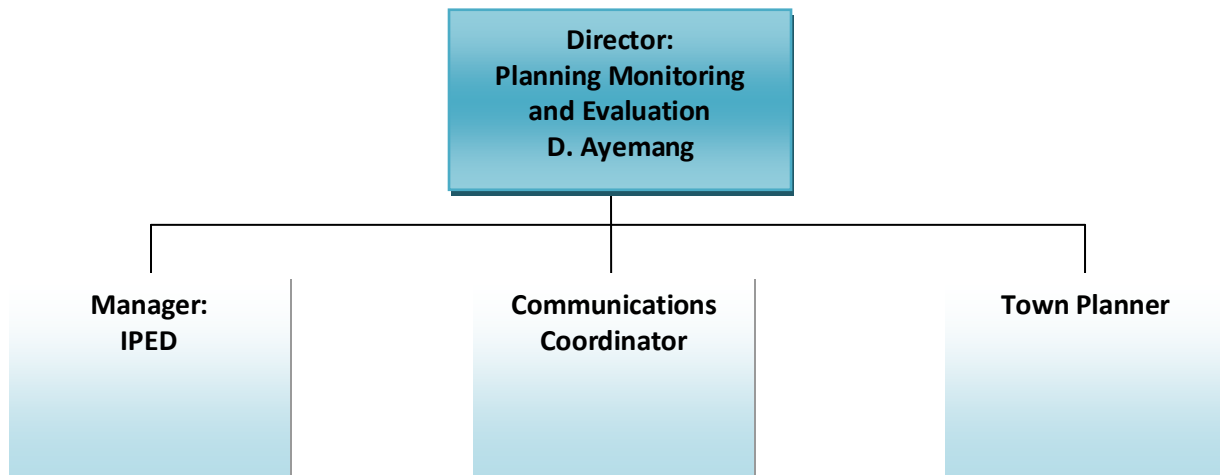 Director:
Planning Monitoring
and Evaluation
D. Ayemang
Manager:
IPED
Communications
Coordinator
Town Planner